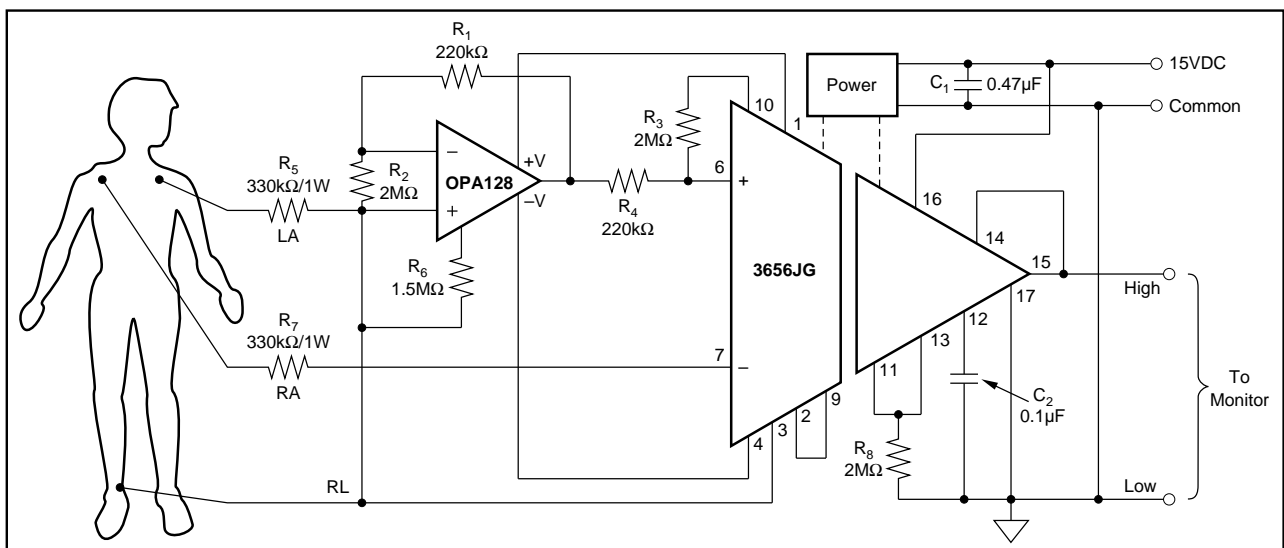 R1
220kΩ
R5
330kΩ/1W
LA
R2
2MΩ
−
+
OPA128
+V
−V
R6
1.5MΩ
R7
330kΩ/1W
RA
RL
R3
2MΩ
R4
220kΩ
10
1
6
+
3656JG
7
−
4
3
2
9
Power
C1
0.47µF
15VDC
Common
16
14
15
17
12
13
11
R8
2MΩ
C2
0.1µF
High
Low
To
Monitor